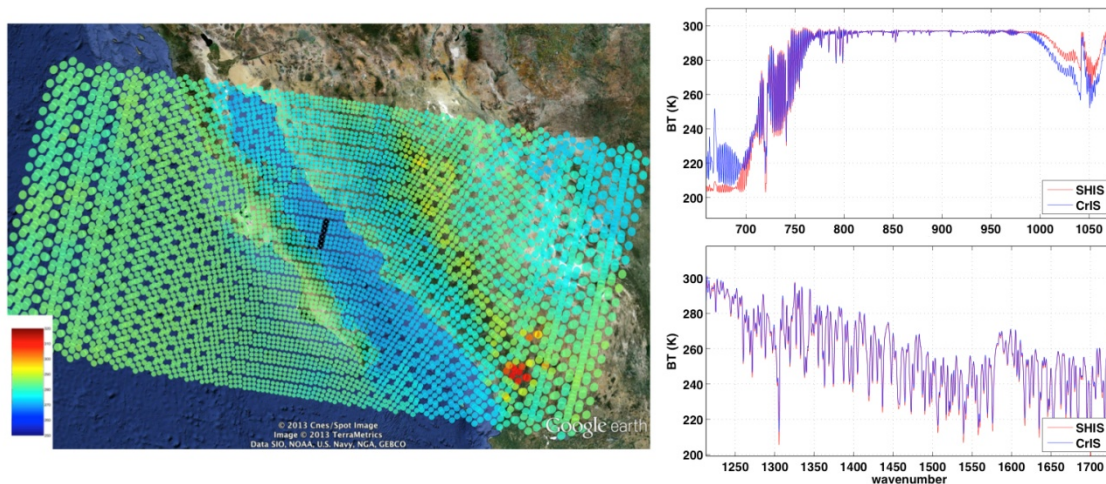 © 2013 Cnes/Spot Image
Image © 2013 TerraMetrics
Data SIO, NOAA, U.S. Navy, NGA, GEBCO
Google earth
BT (K)
300
280
260
240
220
200
700 750 800 850 900 950 1000 1050
SHIS
CrIS
BT (K)
300
280
260
240
220
200
1250 1300 1350 1400 1450 1500 1550 1600 1650 1700
wavenumber
SHIS
CrIS